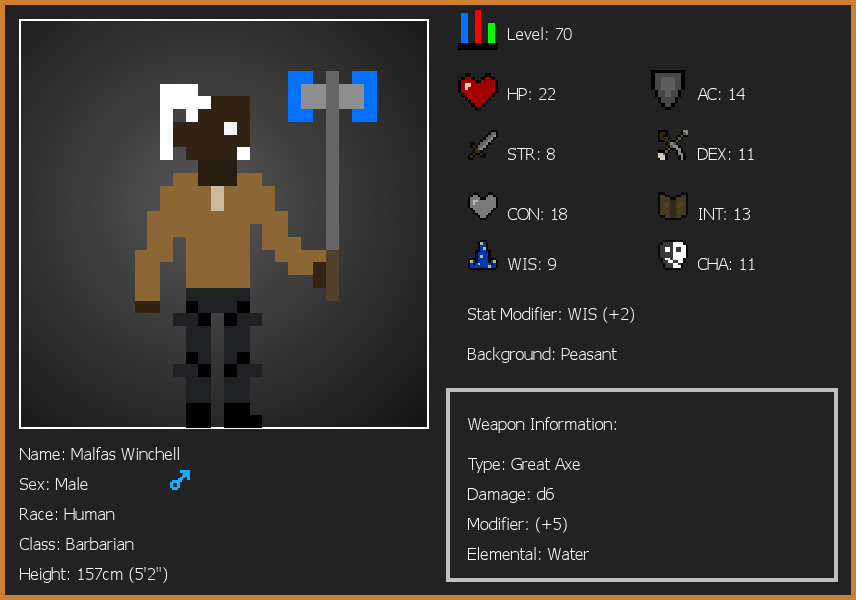 Level: 70
HP: 22
AC: 14
STR: 8
DEX: 11
CON: 18
INT: 13
WIS: 9
CHA: 11
Stat Modifier: WIS (+2)
Background: Peasant
Weapon Information:
Type: Great Axe
Damage: d6
Modifier: (+5)
Elemental: Water
Name: Malfas Winchell
Sex: Male
Race: Human
Class: Barbarian
Height: 157cm (5'2")